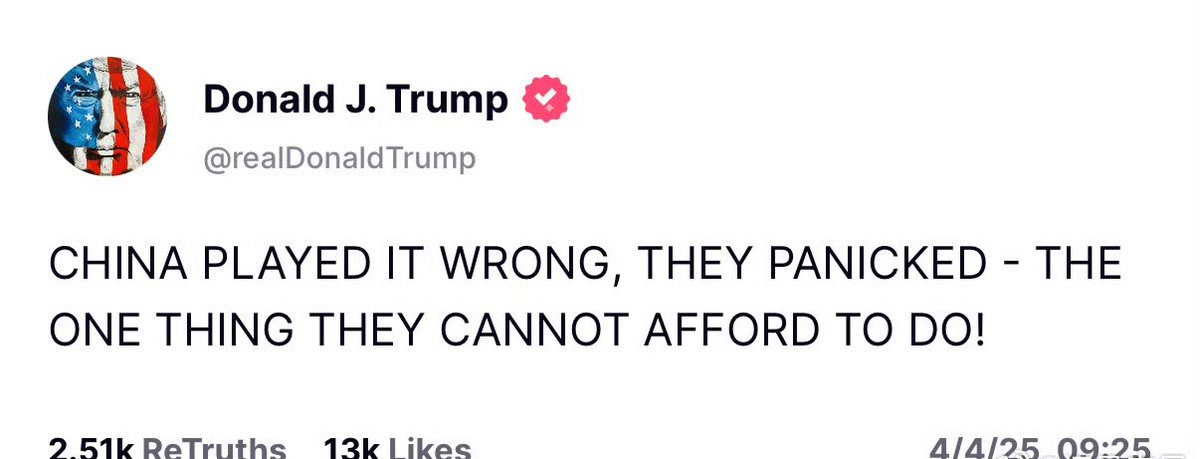 Donald J. Trump
@realDonaldTrump
CHINA PLAYED IT WRONG, THEY PANICKED - THE
ONE THING THEY CANNOT AFFORD TO DO!
2.51k ReTruths 13k Likes 4/4/25, 09:25